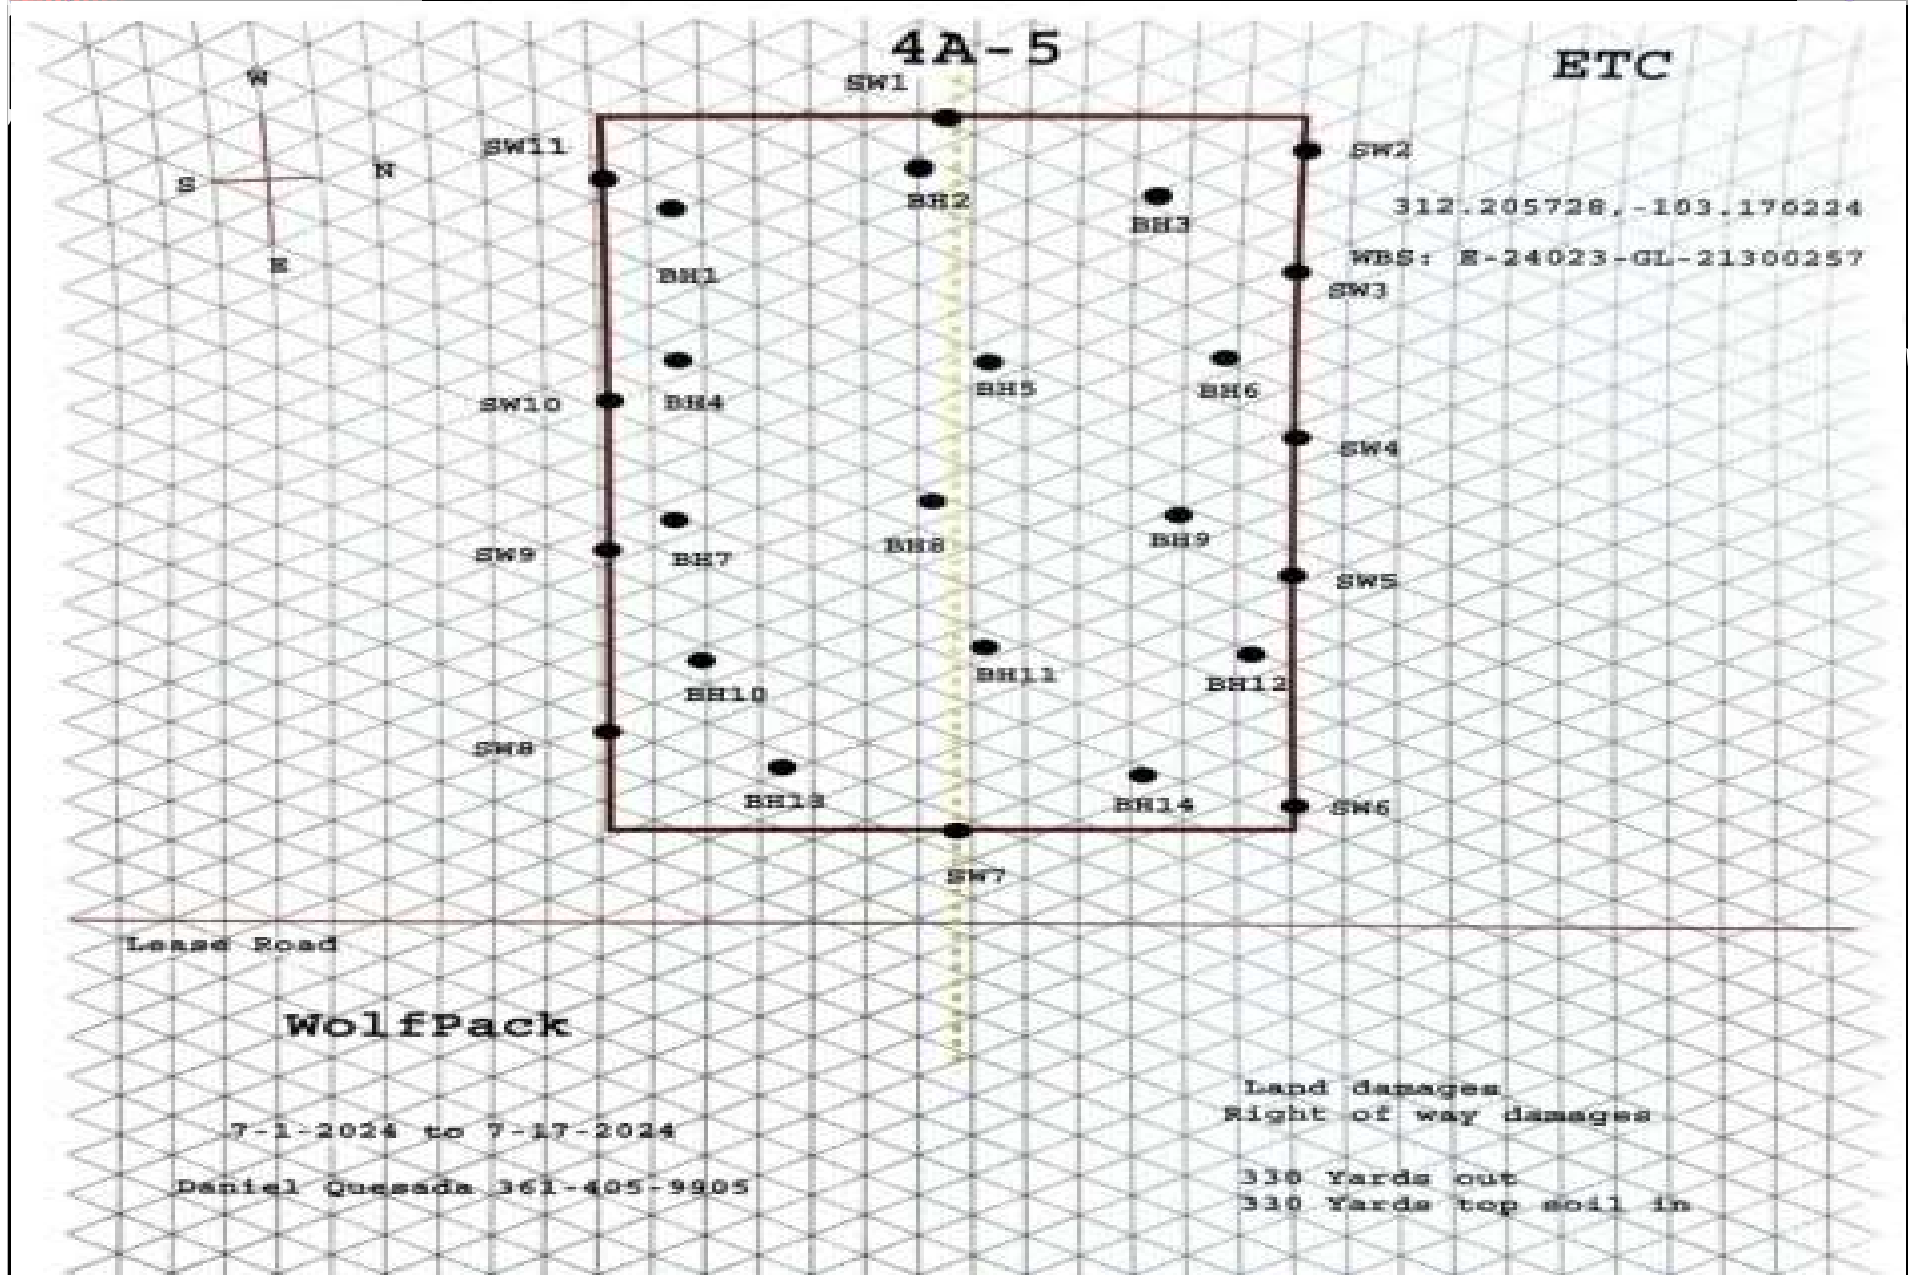 4A-5
ETC
SW1
W
SW11
SW2
S
N
BH2
BH3
312.205728,-103.170224
E
BH1
WBS: E-24023-GL-21300257
SW3
SW10
BH4
BH5
BH6
SW4
SW9
BH7
BH8
BH9
SW5
BH10
BH11
BH12
SW8
BH13
BH14
SW6
SW7
Lease Road
WolfPack
Land damages
Right of way damages
7-1-2024 to 7-17-2024
Daniel Quesada 361-405-9905
330 Yards out
330 Yards top soil in